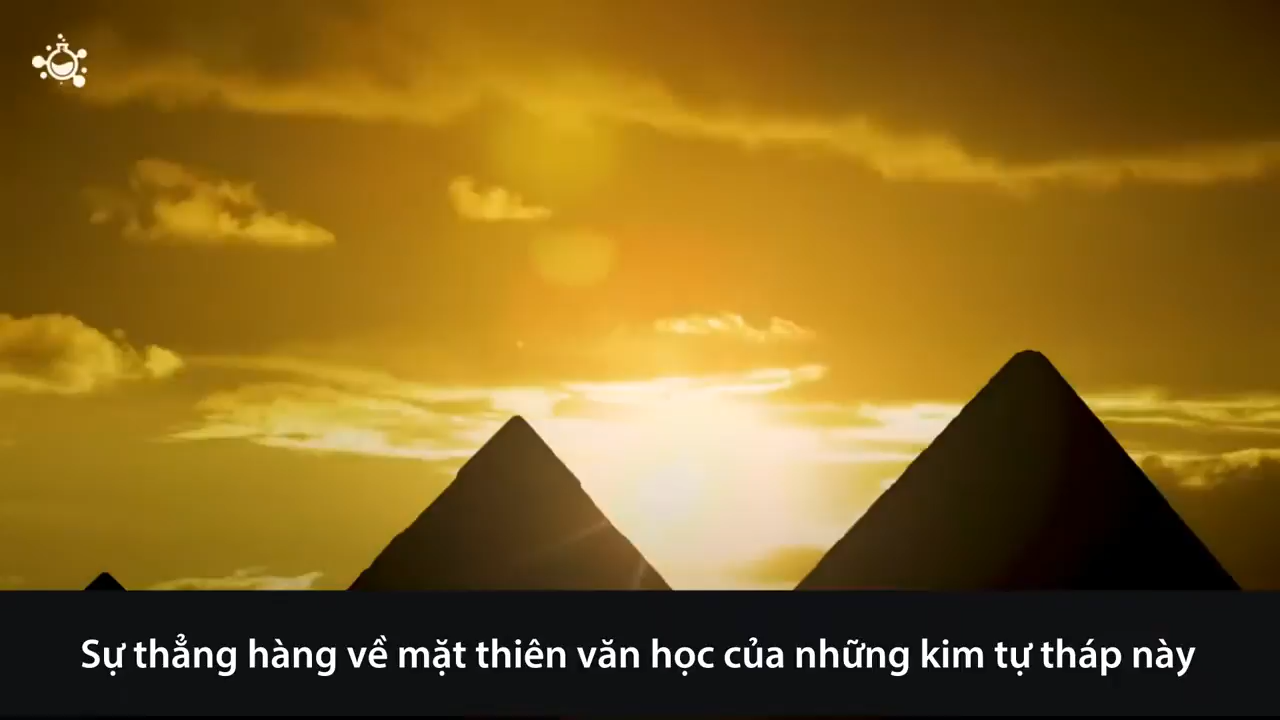 Sự thẳng hàng về mặt thiên văn học của những kim tự tháp này